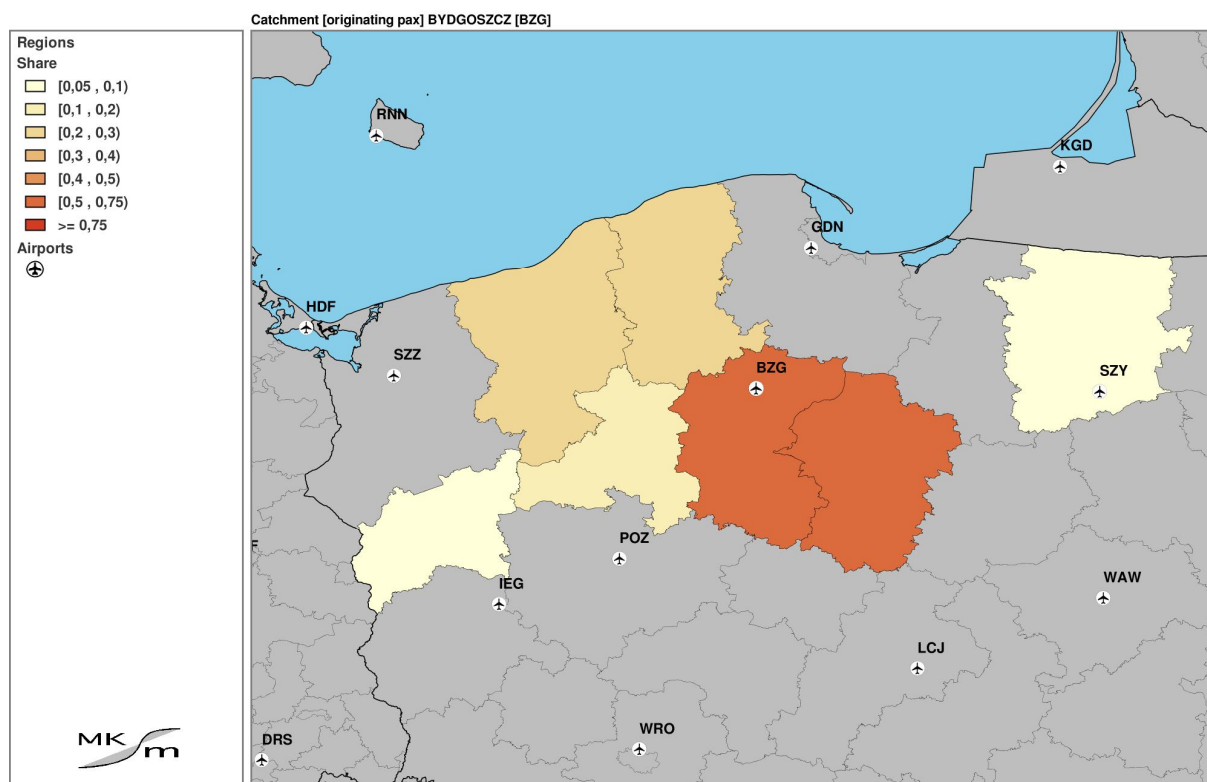 Catchment [originating pax] BYDGOSZCZ [BZG]
Regions
Share
[0,05 , 0,1)
[0,1 , 0,2)
[0,2 , 0,3)
[0,3 , 0,4)
[0,4 , 0,5)
[0,5 , 0,75)
>= 0,75
Airports
RNN
KGD
GDN
HDF
SZZ
BZG
SZY
F
POZ
IEG
WAW
LCJ
WRO
DRS
MK
m